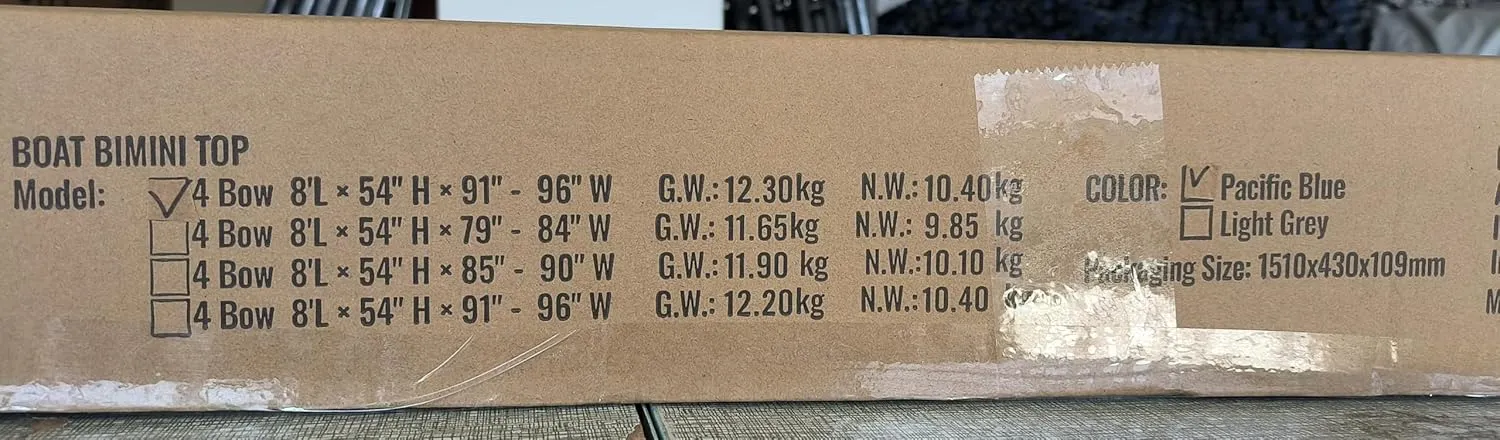 BOAT BIMINI TOP
Model: 4 Bow 8'L × 54" H × 91" - 96" W G.W.: 12.30kg N.W.: 10.40kg
4 Bow 8'L × 54" H × 79" - 84" W G.W.: 11.65kg N.W.: 9.85 kg
4 Bow 8'L × 54" H × 85" - 90" W G.W.: 11.90 kg N.W.:10.10 kg
4 Bow 8'L × 54" H × 91" - 96" W G.W.: 12.20kg N.W.:10.40 kg
COLOR: Pacific Blue
Light Grey
Packaging Size: 1510x430x109mm